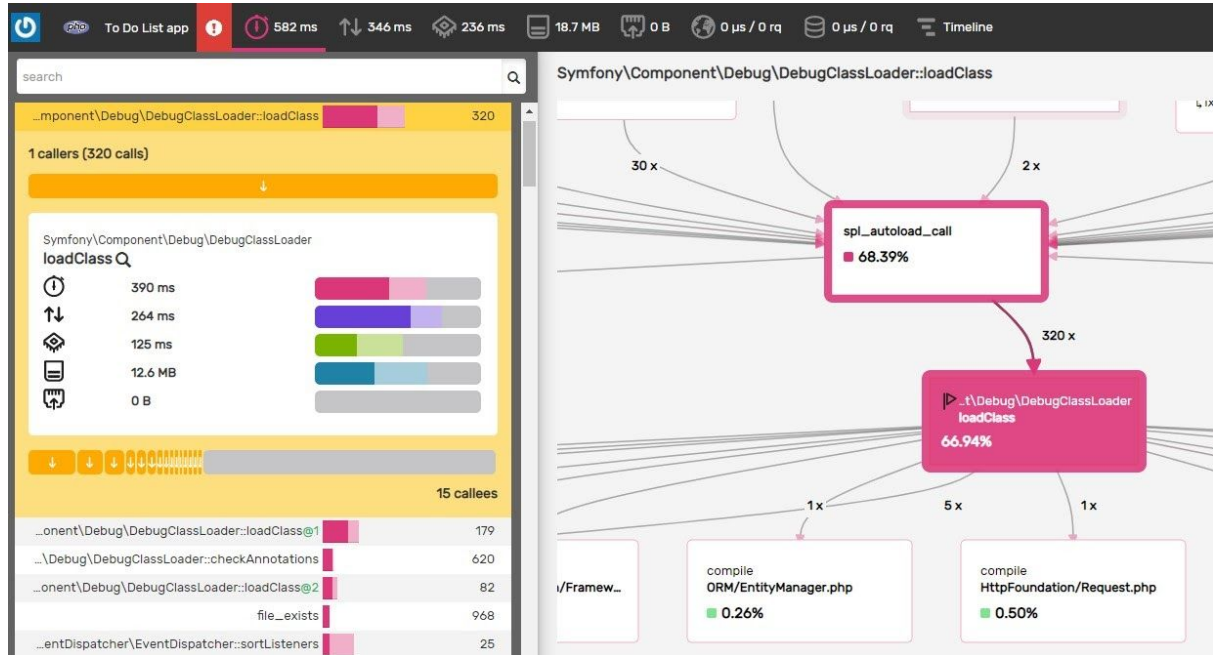 php
To Do List app
582 ms
346 ms
236 ms
18.7 MB
0 B
0 µs / 0 rq
0 µs / 0 rq
Timeline
search
…mponent\Debug\DebugClassLoader::loadClass 320
1 callers (320 calls)
Symfony\Component\Debug\DebugClassLoader
loadClass
390 ms
264 ms
125 ms
12.6 MB
0 B
15 callees
…onent\Debug\DebugClassLoader::loadClass@1 179
…\Debug\DebugClassLoader::checkAnnotations 620
…onent\Debug\DebugClassLoader::loadClass@2 82
file_exists 968
…entDispatcher\EventDispatcher::sortListeners 25
Symfony\Component\Debug\DebugClassLoader::loadClass
30 x
2 x
spl_autoload_call
68.39%
320 x
…t\Debug\DebugClassLoader
loadClass
66.94%
1 x
5 x
1 x
/Framew...
compile
ORM/EntityManager.php
0.26%
compile
HttpFoundation/Request.php
0.50%